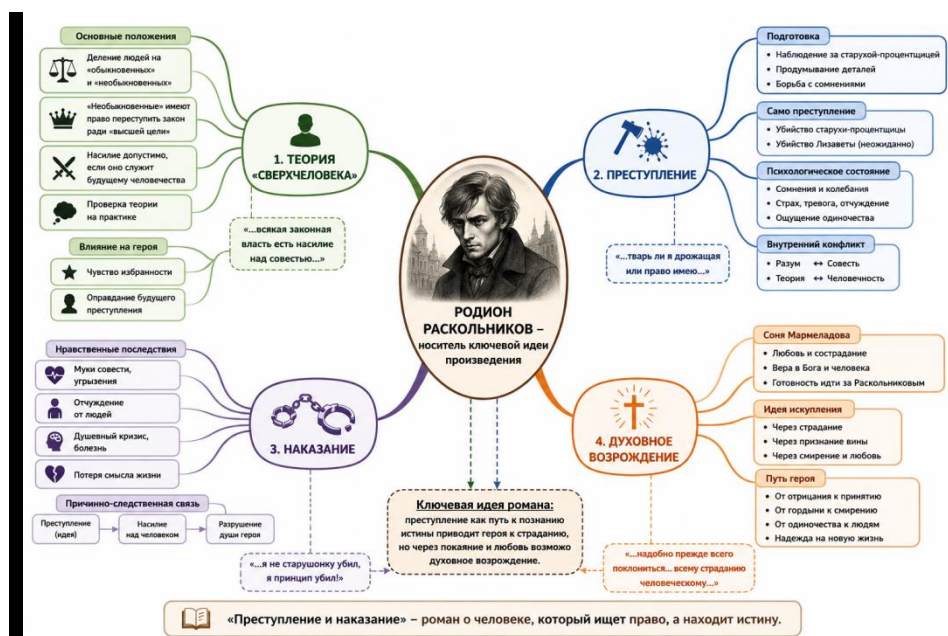 Основные положения
Деление людей на
«обыкновенных»
и «необыкновенных»
«Необыкновенные» имеют
право переступить закон
ради «высшей цели»
Насилие допустимо,
если оно служит
будущему человечества
Проверка теории
на практике
Влияние на героя
Чувство избранности
Оправдание будущего
преступления
1. ТЕОРИЯ
«СВЕРХЧЕЛОВЕКА»
«...всякая законная
власть есть насилие
над совестью...»
РОДИОН
РАСКОЛЬНИКОВ –
носитель ключевой идеи
произведения
2. ПРЕСТУПЛЕНИЕ
«...тварь ли я дрожащая
или право имею...»
Подготовка
• Наблюдение за старухой-процентщицей
• Продумывание деталей
• Борьба с сомнениями
Само преступление
• Убийство старухи-процентщицы
• Убийство Лизаветы (неожиданно)
Психологическое состояние
• Сомнения и колебания
• Страх, тревога, отчуждение
• Ощущение одиночества
Внутренний конфликт
• Разум ↔ Совесть
• Теория ↔ Человечность
Нравственные последствия
Муки совести,
угрызения
Отчуждение
от людей
Душевный кризис,
болезнь
Потеря смысла жизни
Причинно-следственная связь
Преступление
(идея)
Насилие
над человеком
Разрушение
души героя
3. НАКАЗАНИЕ
«...я не старушонку убил,
я принцип убил!»
4. ДУХОВНОЕ
ВОЗРОЖДЕНИЕ
Соня Мармеладова
• Любовь и сострадание
• Вера в Бога и человека
• Готовность идти за Раскольниковым
Идея искупления
• Через страдание
• Через признание вины
• Через смирение и любовь
Путь героя
• От отрицания к принятию
• От гордыни к смирению
• От одиночества к людям
• Надежда на новую жизнь
«...надобно прежде всего
поклониться... всему страданию
человеческому...»
Ключевая идея романа:
преступление как путь к познанию
истины приводит героя к страданию,
но через покаяние и любовь возможо
духовное возрождение.
«Преступление и наказание» – роман о человеке, который ищет право, а находит истину.